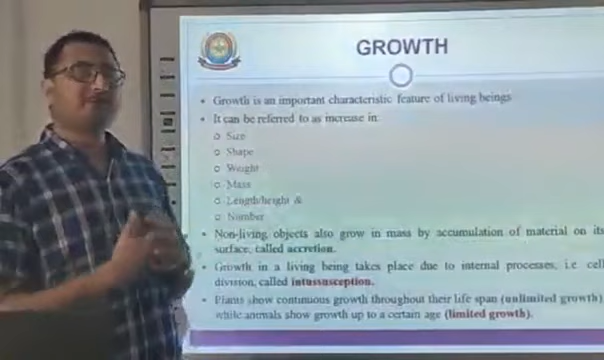 GROWTH
• Growth is an important characteristic feature of living beings
• It can be referred to as increase in:
o Size
o Shape
o Weight
o Mass
o Length/height &
o Number
• Non-living objects also grow in mass by accumulation of material on its
surface, called accretion.
• Growth in a living being takes place due to internal processes, i.e. cell
division, called intussusception.
• Plants show continuous growth throughout their life span (unlimited growth)
while animals show growth up to a certain age (limited growth).